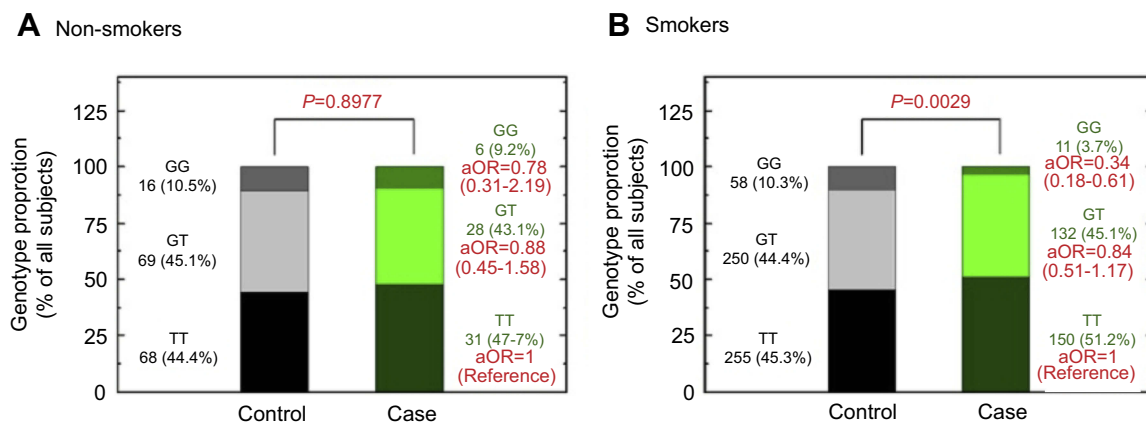 A Non-smokers
Genotype proprotion
(% of all subjects)
125
100
75
50
25
0
P=0.8977
GG
16 (10.5%)
GT
69 (45.1%)
TT
68 (44.4%)
GG
6 (9.2%)
aOR=0.78
(0.31-2.19)
GT
28 (43.1%)
aOR=0.88
(0.45-1.58)
TT
31 (47-7%)
aOR=1
(Reference)
Control
Case
B Smokers
Genotype proprotion
(% of all subjects)
125
100
75
50
25
0
P=0.0029
GG
58 (10.3%)
GT
250 (44.4%)
TT
255 (45.3%)
GG
11 (3.7%)
aOR=0.34
(0.18-0.61)
GT
132 (45.1%)
aOR=0.84
(0.51-1.17)
TT
150 (51.2%)
aOR=1
(Reference)
Control
Case